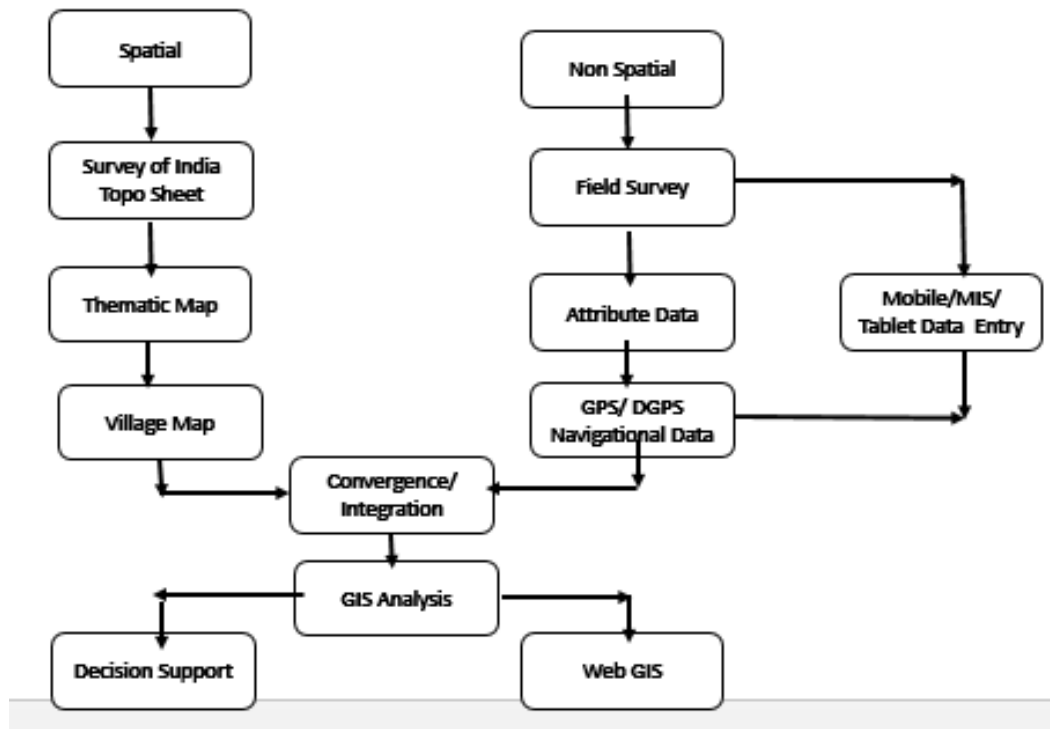 Spatial
Non Spatial
Survey of India
Topo Sheet
Field Survey
Thematic Map
Attribute Data
Mobile/MIS/
Tablet Data Entry
Village Map
GPS/ DGPS
Navigational Data
Convergence/
Integration
GIS Analysis
Decision Support
Web GIS